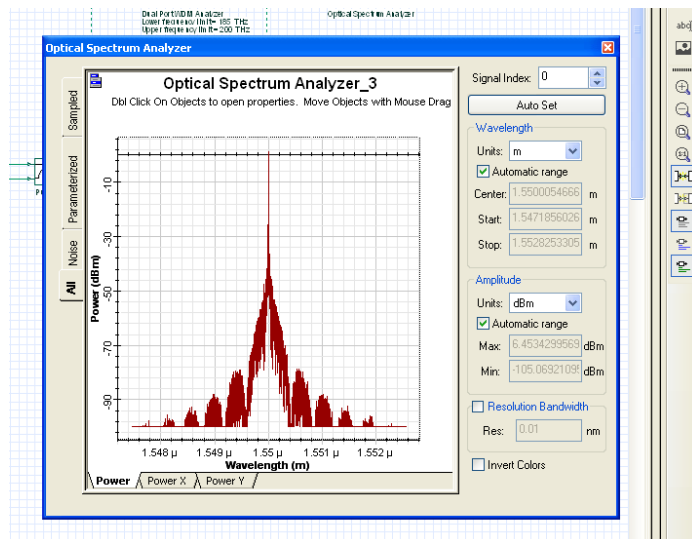 Dual Port WDM Analyzer
Lower frequency limit= 185 THz
Upper frequency limit= 200 THz
Optical Spectrum Analyzer
Optical Spectrum Analyzer
Sampled
Parameterized
Noise
All
Optical Spectrum Analyzer_3
Dbl Click On Objects to open properties. Move Objects with Mouse Drag
Power (dBm)
-10
-30
-50
-70
-90
1.548 µ
1.549 µ
1.55 µ
1.551 µ
1.552 µ
Wavelength (m)
Power
Power X
Power Y
Signal Index: 0
Auto Set
Wavelength
Units: m
Automatic range
Center: 1.5500054666 m
Start: 1.5471856026 m
Stop: 1.5528253305 m
Amplitude
Units: dBm
Automatic range
Max: 6.4534299569 dBm
Min: -105.0692109 dBm
Resolution Bandwidth
Res: 0.01 nm
Invert Colors
abc
1:1